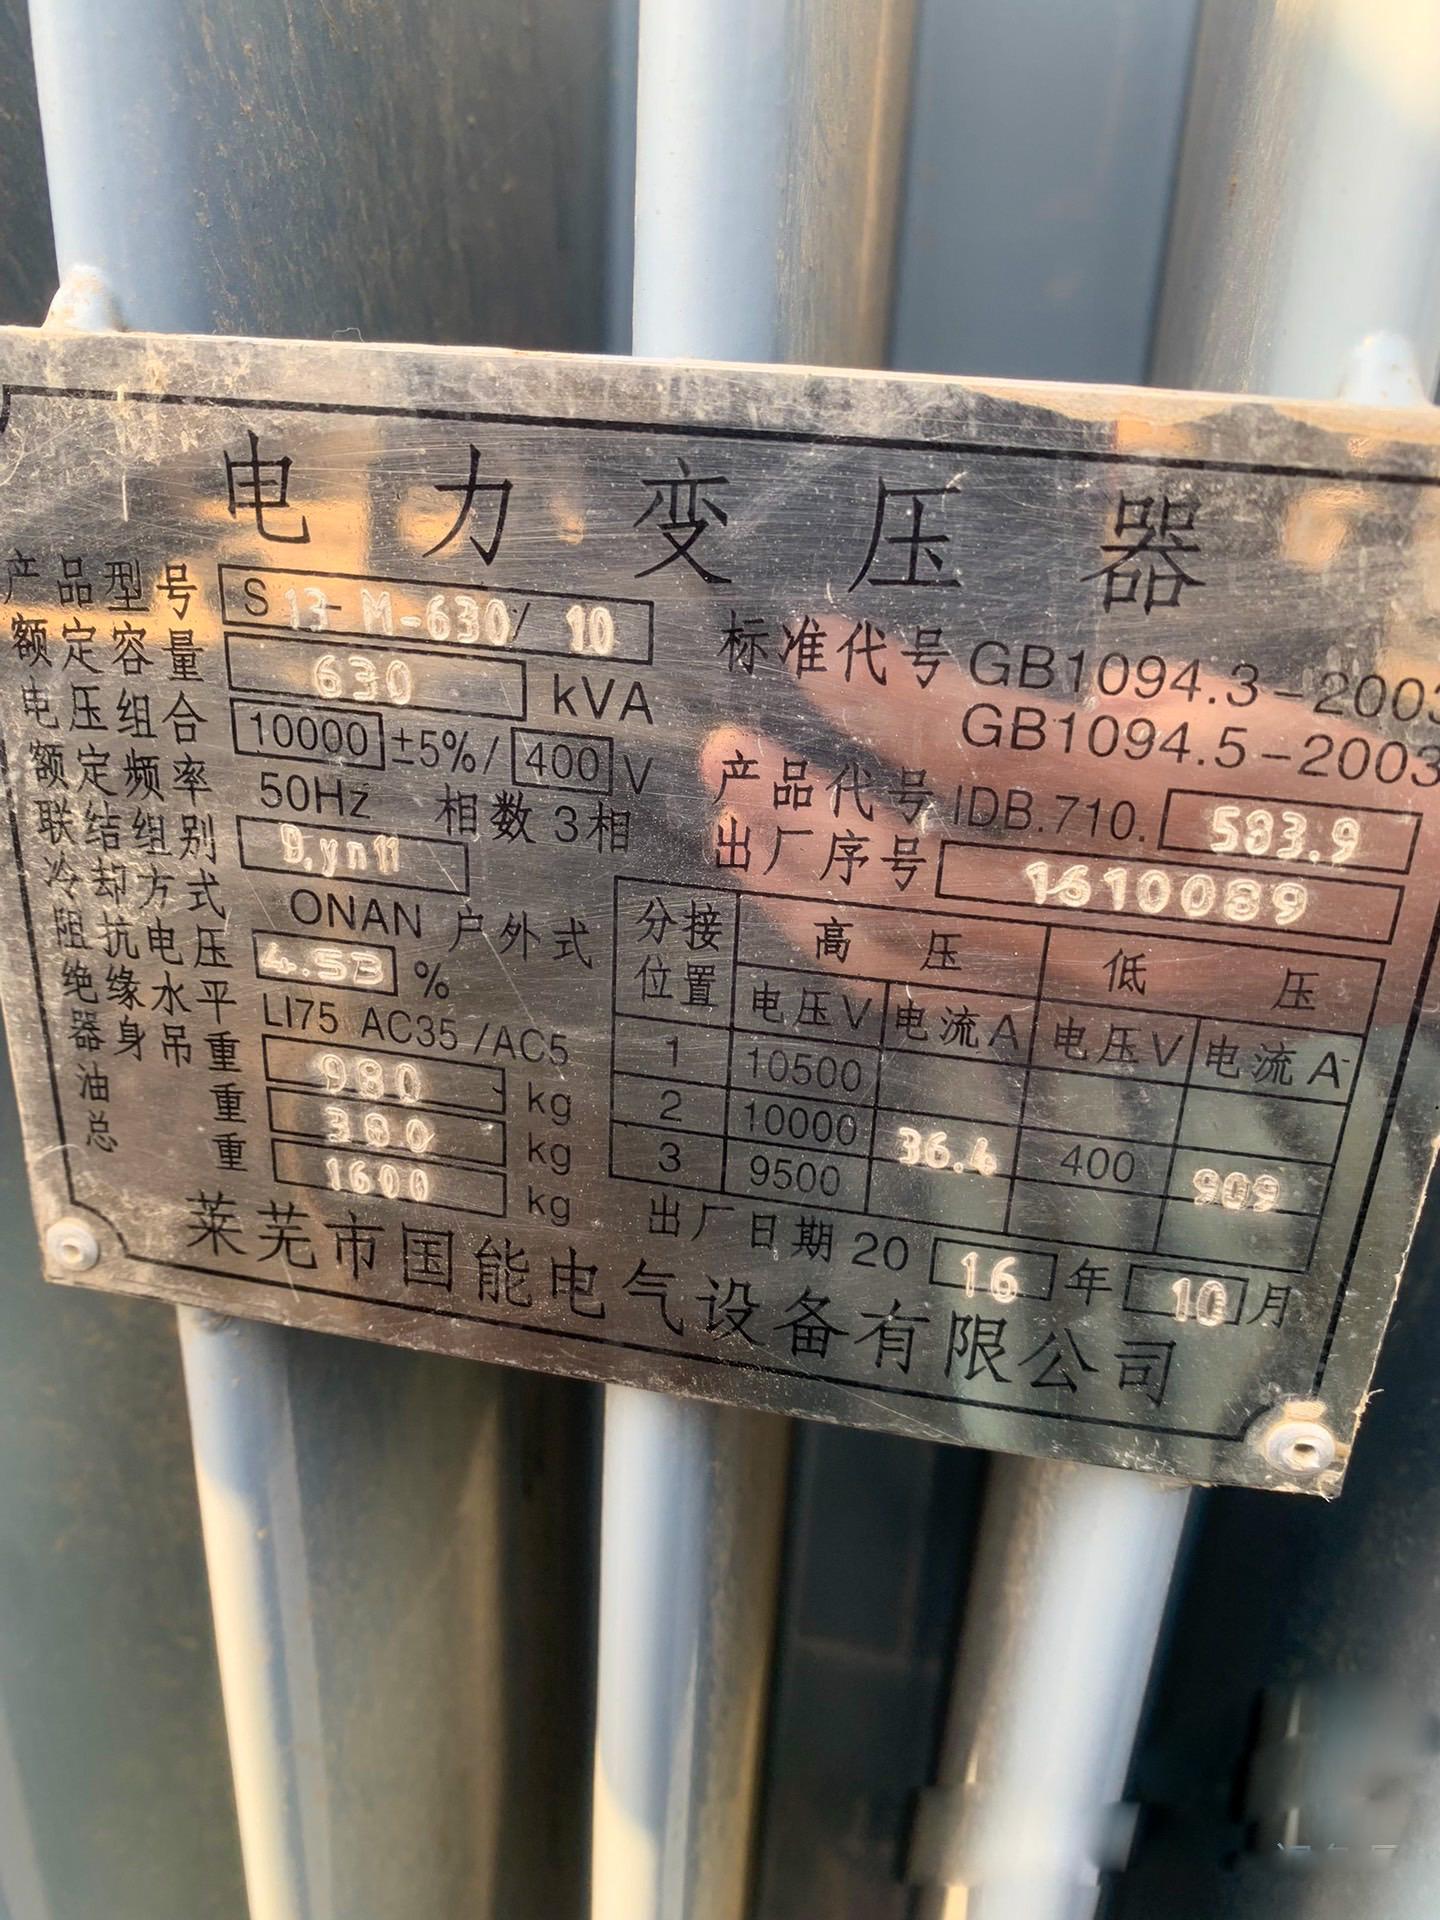 电力变压器
产品型号 S 13-M-630/ 10
额定容量 630 kVA
电压组合 10000 ±5%/ 400 V
额定频率 50Hz 相数3相
联结组别 D,yn11
冷却方式 ONAN 户外式
阻抗电压 4.53 %
绝缘水平 LI75 AC35 /AC5
器身吊重 980 kg
油重 380 kg
总重 1600 kg
标准代号 GB1094.3-2003
GB1094.5-2003
产品代号 IDB.710. 583.9
出厂序号 1610089
分接位置 高压 低压
电压V 电流A 电压V 电流A
1 10500
2 10000 36.4 400 909
3 9500
出厂日期 20 16 年 10 月
莱芜市国能电气设备有限公司